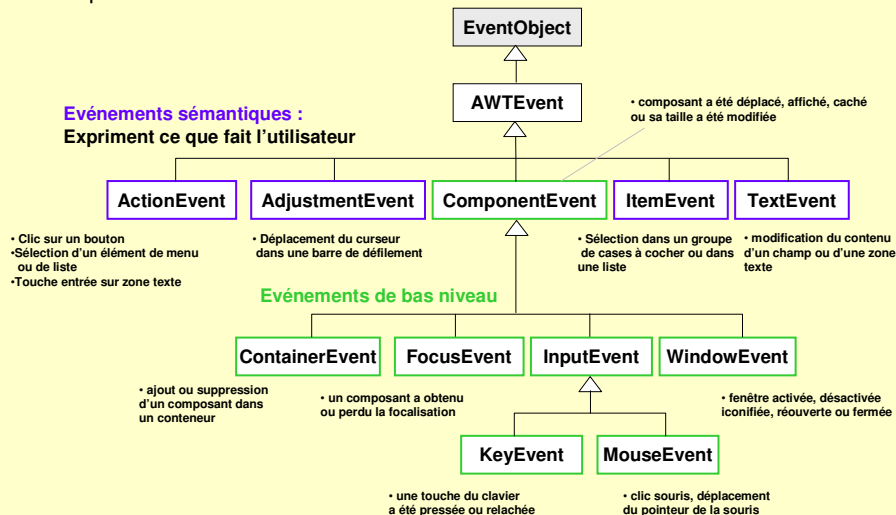 EventObject
AWTEvent
Evénements sémantiques :
Expriment ce que fait l'utilisateur
• composant a été déplacé, affiché, caché
ou sa taille a été modifiée
ActionEvent
AdjustmentEvent
ComponentEvent
ItemEvent
TextEvent
• Clic sur un bouton
•Sélection d'un élément de menu
ou de liste
•Touche entrée sur zone texte
• Déplacement du curseur
dans une barre de défilement
• Sélection dans un groupe
de cases à cocher ou dans
une liste
• modification du contenu
d'un champ ou d'une zone
texte
Evénements de bas niveau
ContainerEvent
FocusEvent
InputEvent
WindowEvent
• ajout ou suppression
d'un composant dans
un conteneur
• un composant a obtenu
ou perdu la focalisation
• fenêtre activée, désactivée
iconifiée, réouverte ou fermée
KeyEvent
MouseEvent
• une touche du clavier
a été pressée ou relachée
• clic souris, déplacement
du pointeur de la souris